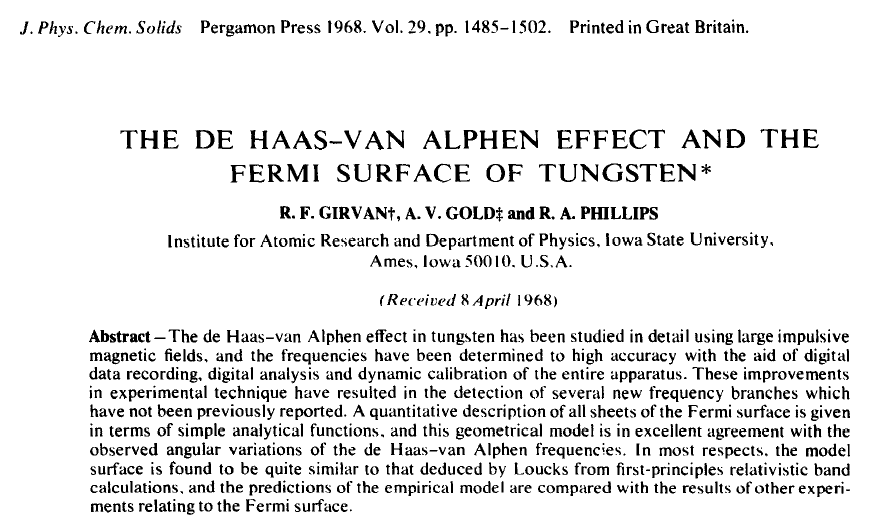 J. Phys. Chem. Solids Pergamon Press 1968. Vol. 29, pp. 1485–1502. Printed in Great Britain.
THE DE HAAS–VAN ALPHEN EFFECT AND THE
FERMI SURFACE OF TUNGSTEN*
R. F. GIRVAN†, A. V. GOLD‡ and R. A. PHILLIPS
Institute for Atomic Research and Department of Physics, Iowa State University,
Ames, Iowa 50010, U.S.A.
(Received 8 April 1968)
Abstract—The de Haas–van Alphen effect in tungsten has been studied in detail using large impulsive
magnetic fields, and the frequencies have been determined to high accuracy with the aid of digital
data recording, digital analysis and dynamic calibration of the entire apparatus. These improvements
in experimental technique have resulted in the detection of several new frequency branches which
have not been previously reported. A quantitative description of all sheets of the Fermi surface is given
in terms of simple analytical functions, and this geometrical model is in excellent agreement with the
observed angular variations of the de Haas–van Alphen frequencies. In most respects, the model
surface is found to be quite similar to that deduced by Loucks from first-principles relativistic band
calculations, and the predictions of the empirical model are compared with the results of other experi-
ments relating to the Fermi surface.